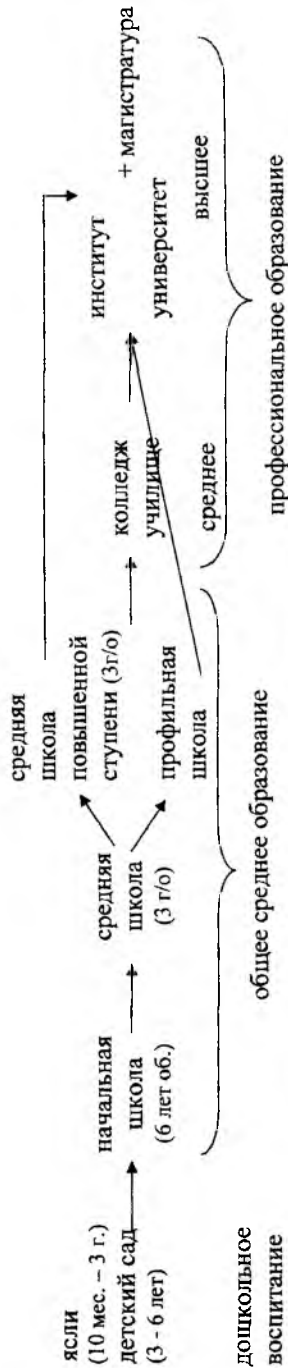 ясли
(10 мес. – 3 г.)
детский сад
(3 - 6 лет)
начальная
школа
(6 лет об.)
средняя
школа
(3 г/о)
средняя
школа
повышенной
ступени (3г/о)
профильная
школа
колледж
училище
институт
университет
+ магистратура
среднее
высшее
дошкольное
воспитание
общее среднее образование
профессиональное образование